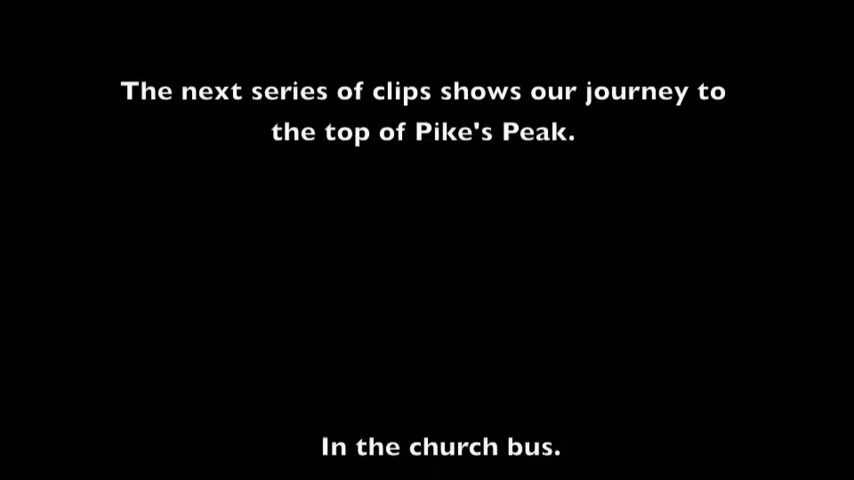 The next series of clips shows our journey to
the top of Pike's Peak.
In the church bus.